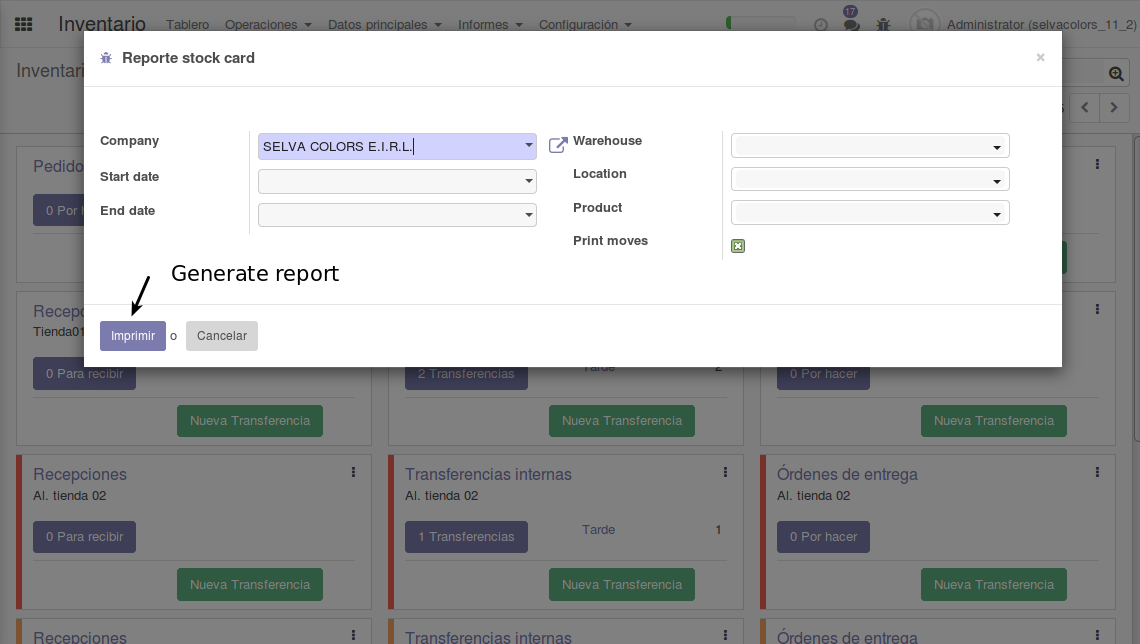 Inventario Tablero Operaciones Datos principales Informes Configuración 17 Administrator (selvacolors_11_2)
Inventari
Reporte stock card ×
Company SELVA COLORS E.I.R.L. Warehouse
Start date Location
End date Product
Print moves
Generate report
Imprimir o Cancelar
Pedido
0 Por h
Recepc
Tienda01
0 Para recibir 2 Transferencias Tarde 2 0 Por hacer
Nueva Transferencia Nueva Transferencia Nueva Transferencia
Recepciones Transferencias internas Órdenes de entrega
Al. tienda 02 Al. tienda 02 Al. tienda 02
0 Para recibir 1 Transferencias Tarde 1 0 Por hacer
Nueva Transferencia Nueva Transferencia Nueva Transferencia
Recepciones Transferencias internas Órdenes de entrega